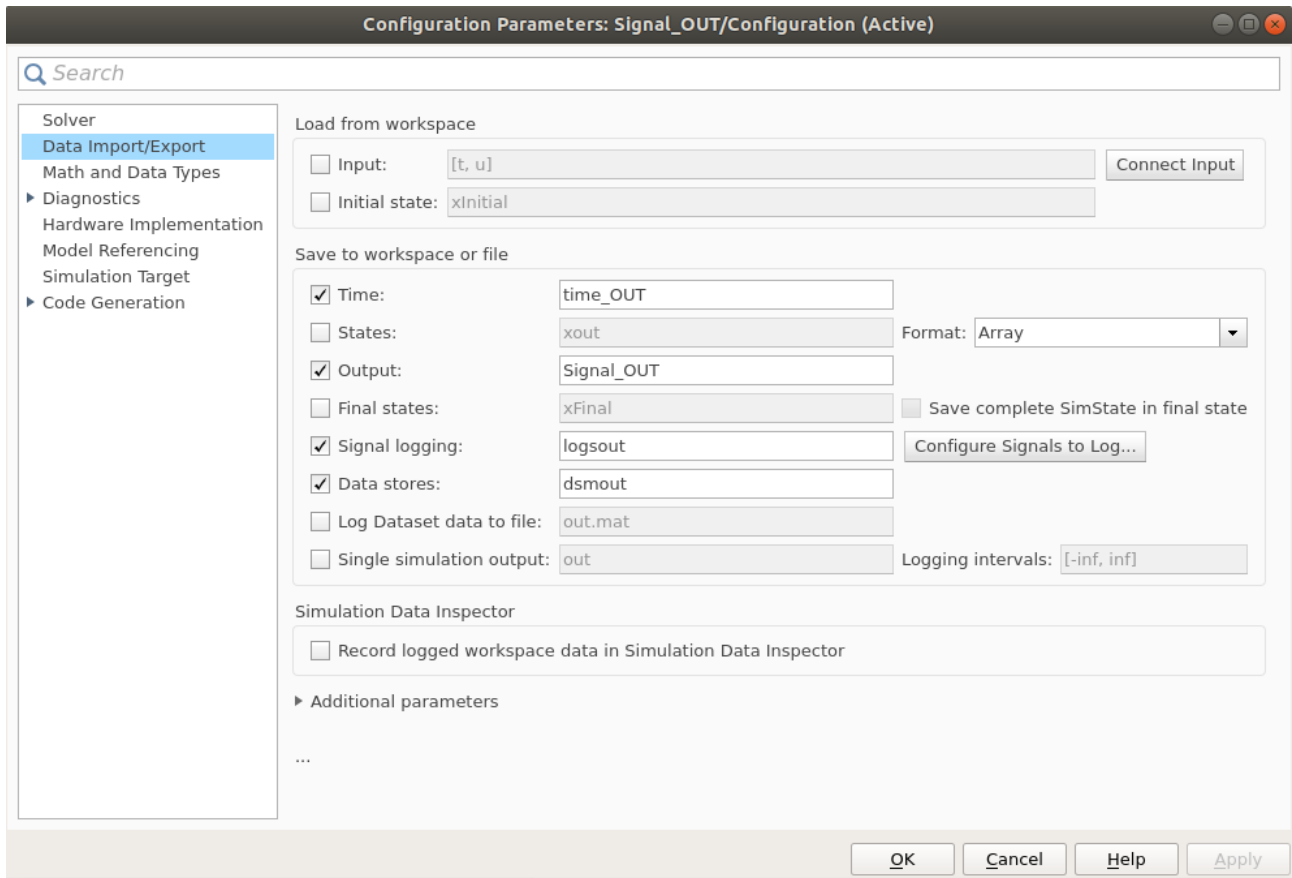 Configuration Parameters: Signal_OUT/Configuration (Active)
Search
Solver
Data Import/Export
Math and Data Types
Diagnostics
Hardware Implementation
Model Referencing
Simulation Target
Code Generation
Load from workspace
Input: [t, u] Connect Input
Initial state: xInitial
Save to workspace or file
Time: time_OUT
States: xout Format: Array
Output: Signal_OUT
Final states: xFinal Save complete SimState in final state
Signal logging: logsout Configure Signals to Log...
Data stores: dsmout
Log Dataset data to file: out.mat
Single simulation output: out Logging intervals: [-inf, inf]
Simulation Data Inspector
Record logged workspace data in Simulation Data Inspector
Additional parameters
...
OK Cancel Help Apply